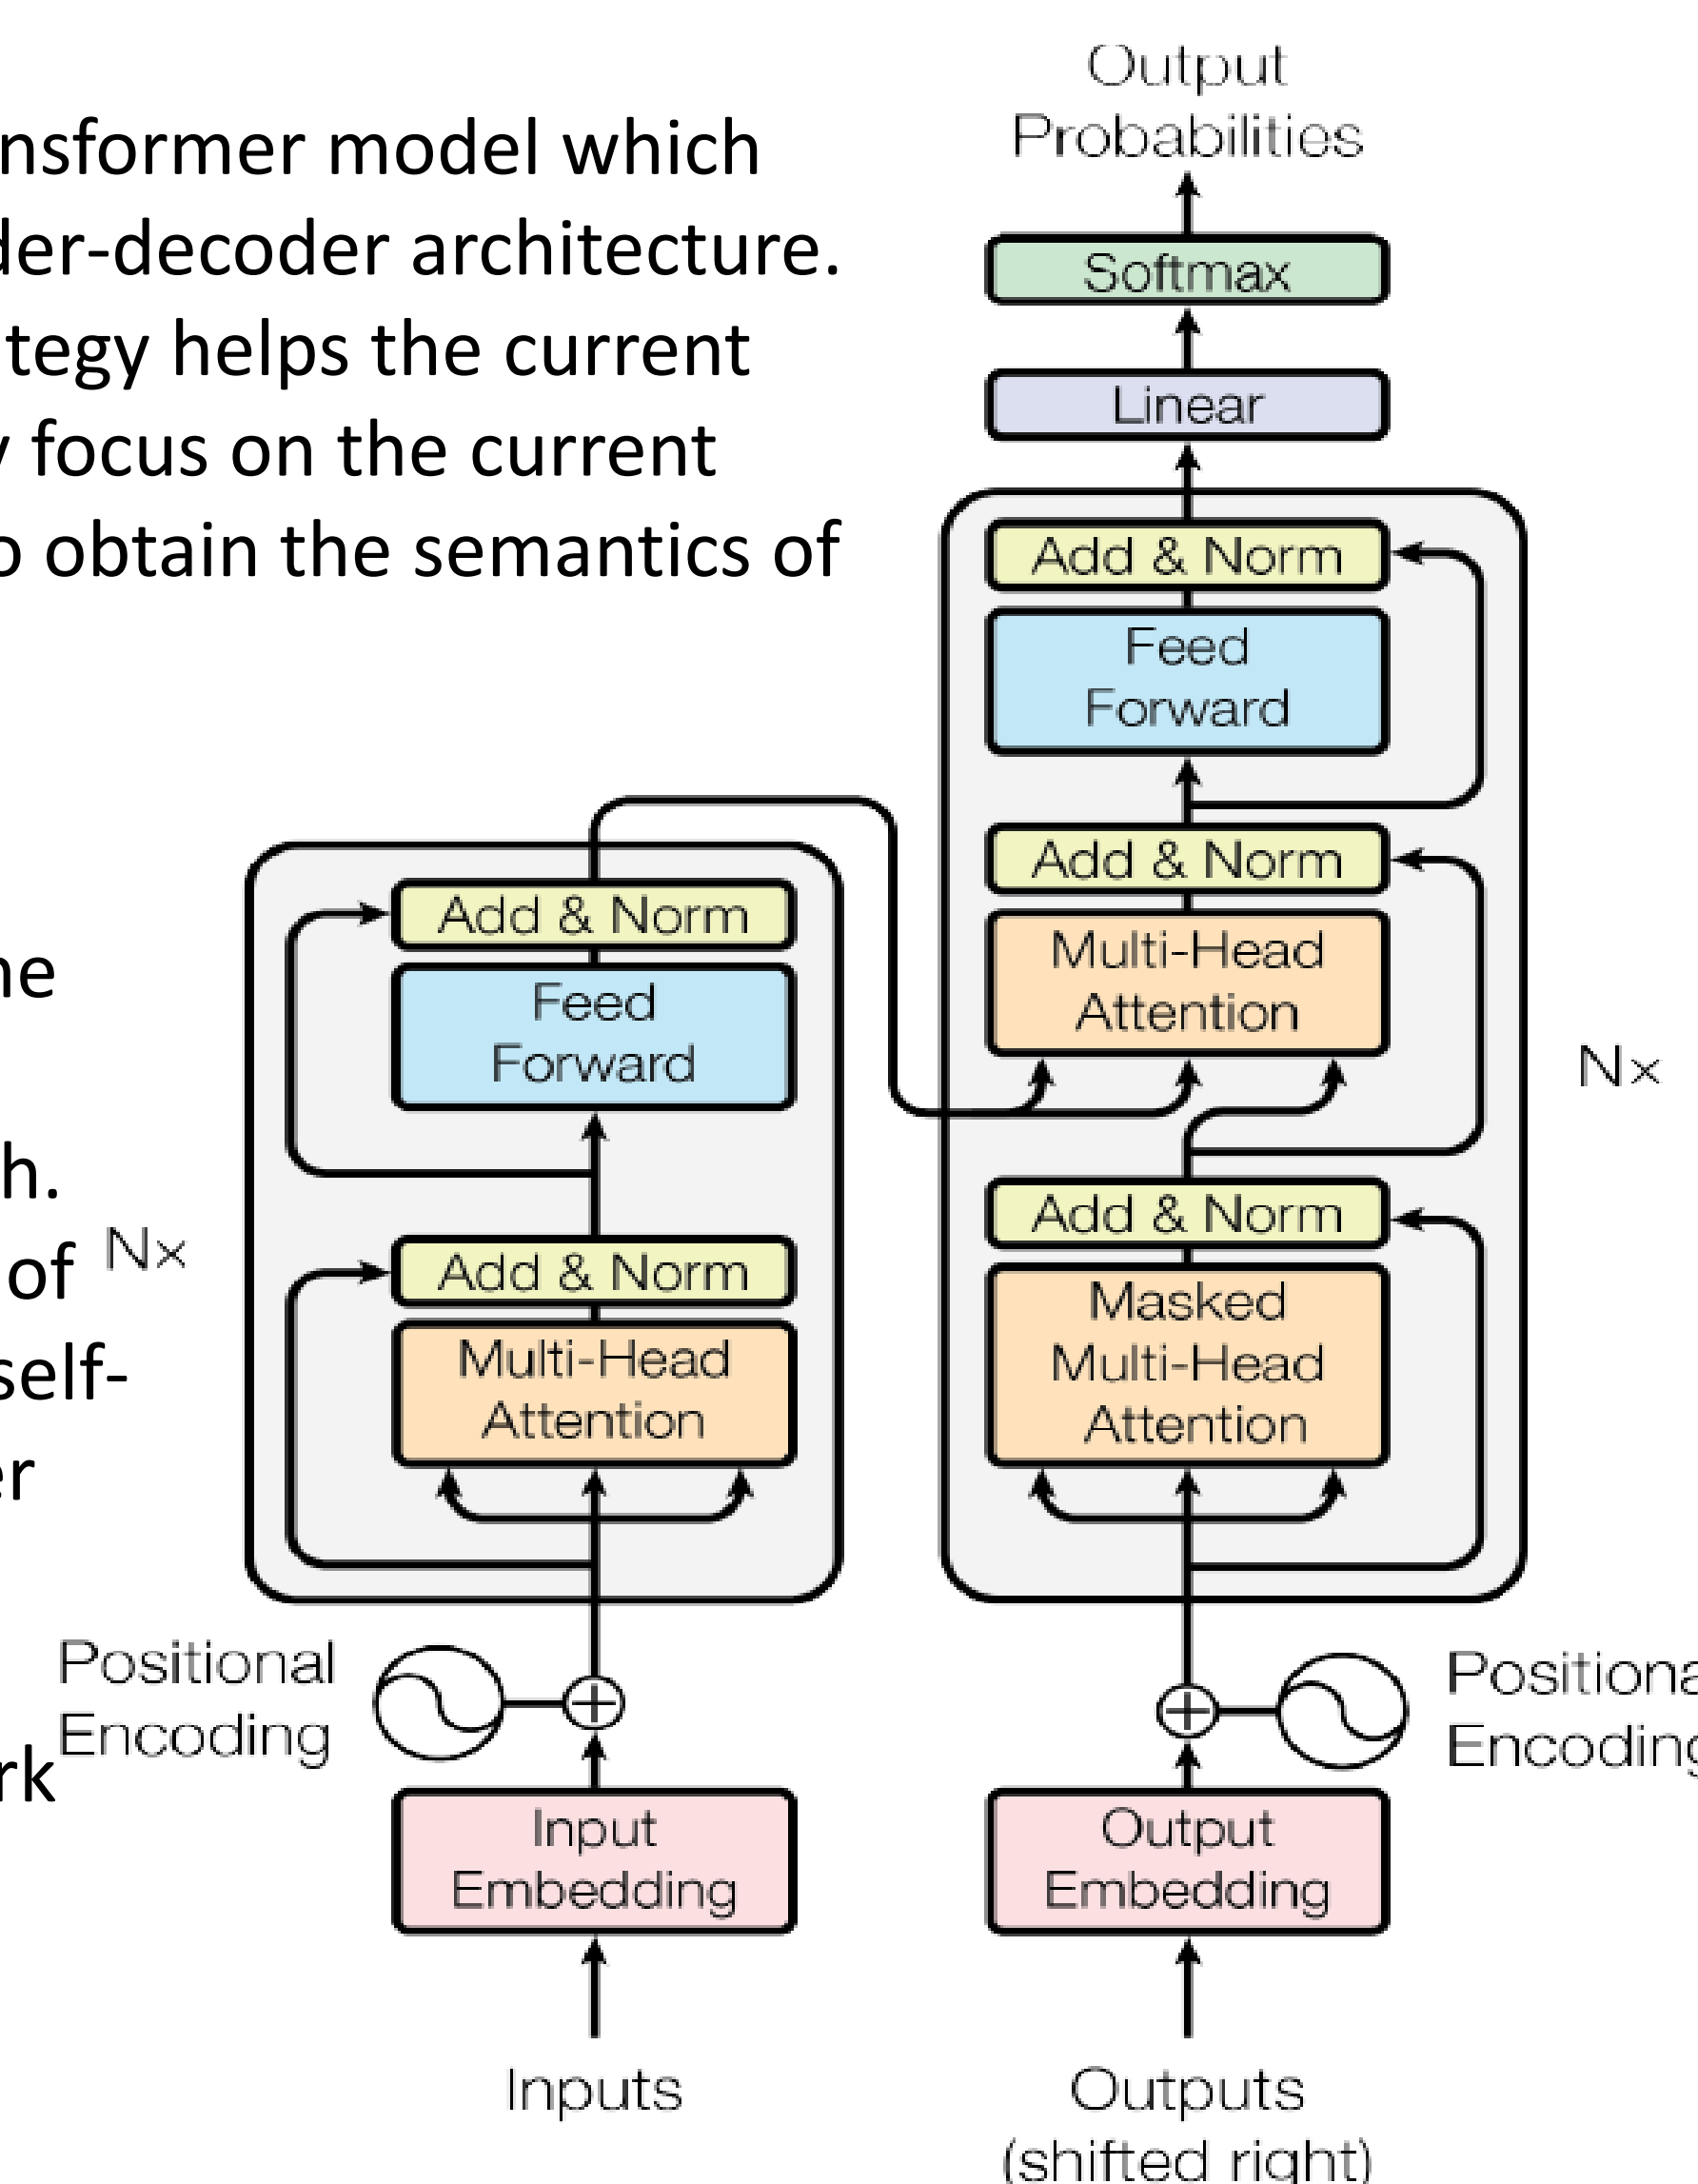 nsformer model which
der-decoder architecture.
tegy helps the current
focus on the current
o obtain the semantics of
ne
h.
of
self-
er
rk
Output
Probabilities
Softmax
Linear
Add & Norm
Feed
Forward
Add & Norm
Multi-Head
Attention
Nx
Add & Norm
Masked
Multi-Head
Attention
Add & Norm
Feed
Forward
Nx
Add & Norm
Multi-Head
Attention
Positional
Encoding
Positiona
Encoding
Input
Embedding
Output
Embedding
Inputs
Outputs
(shifted right)